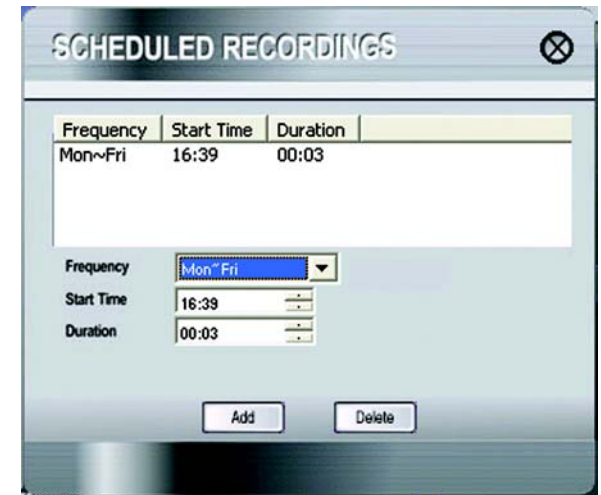 SCHEDULED RECORDINGS
Frequency Start Time Duration
Mon~Fri 16:39 00:03
Frequency Mon~Fri
Start Time 16:39
Duration 00:03
Add Delete